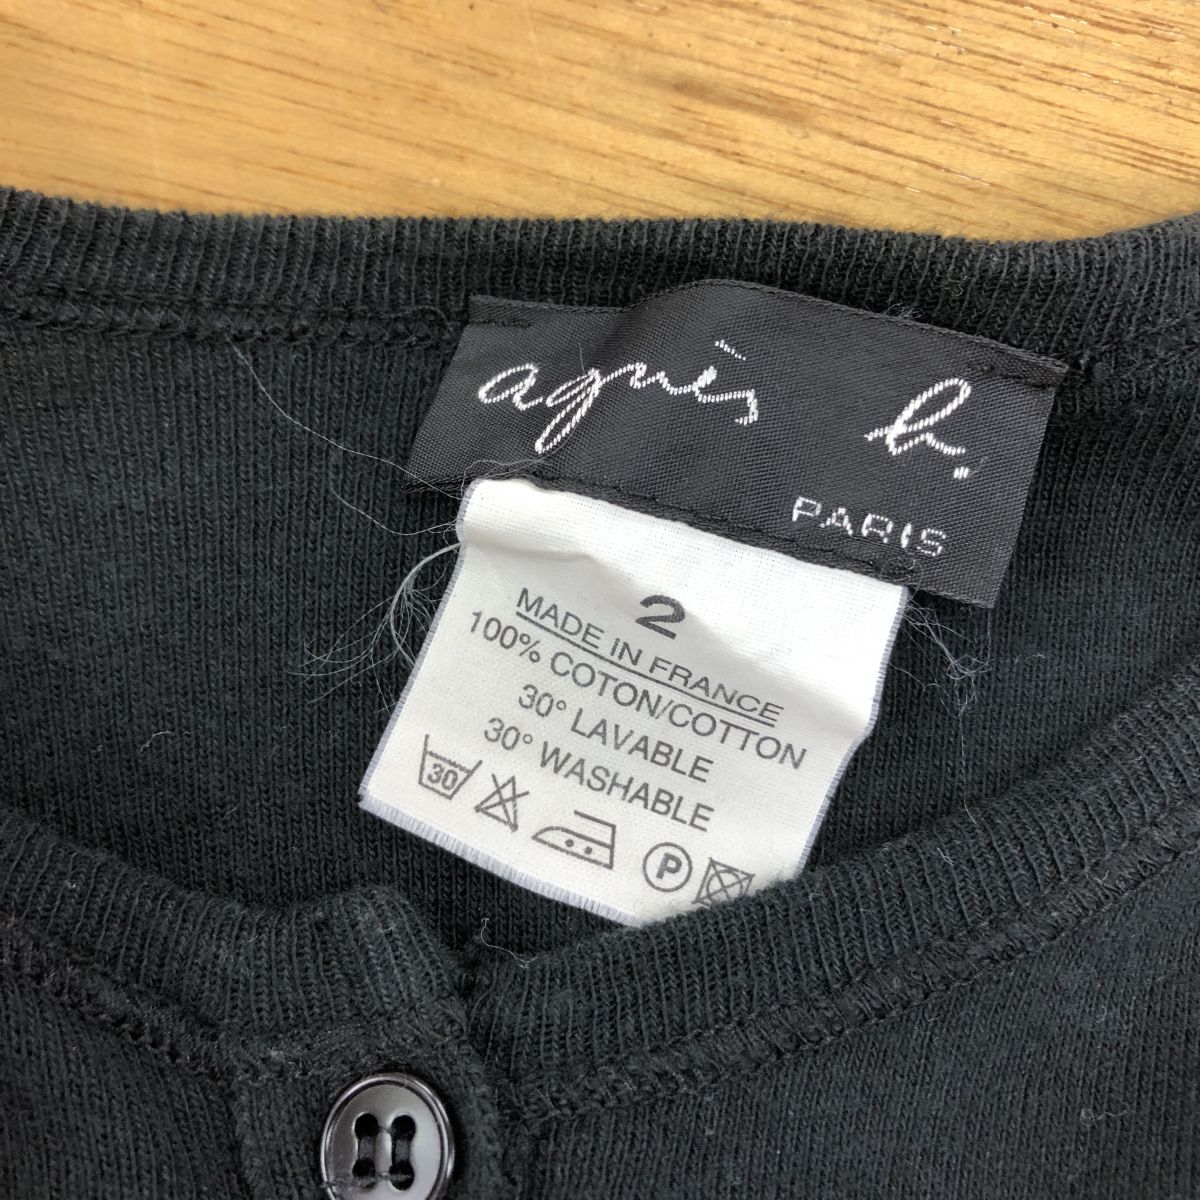 agnès b.
PARIS
2
MADE IN FRANCE
100% COTON/COTTON
30° LAVABLE
30° WASHABLE
30 P